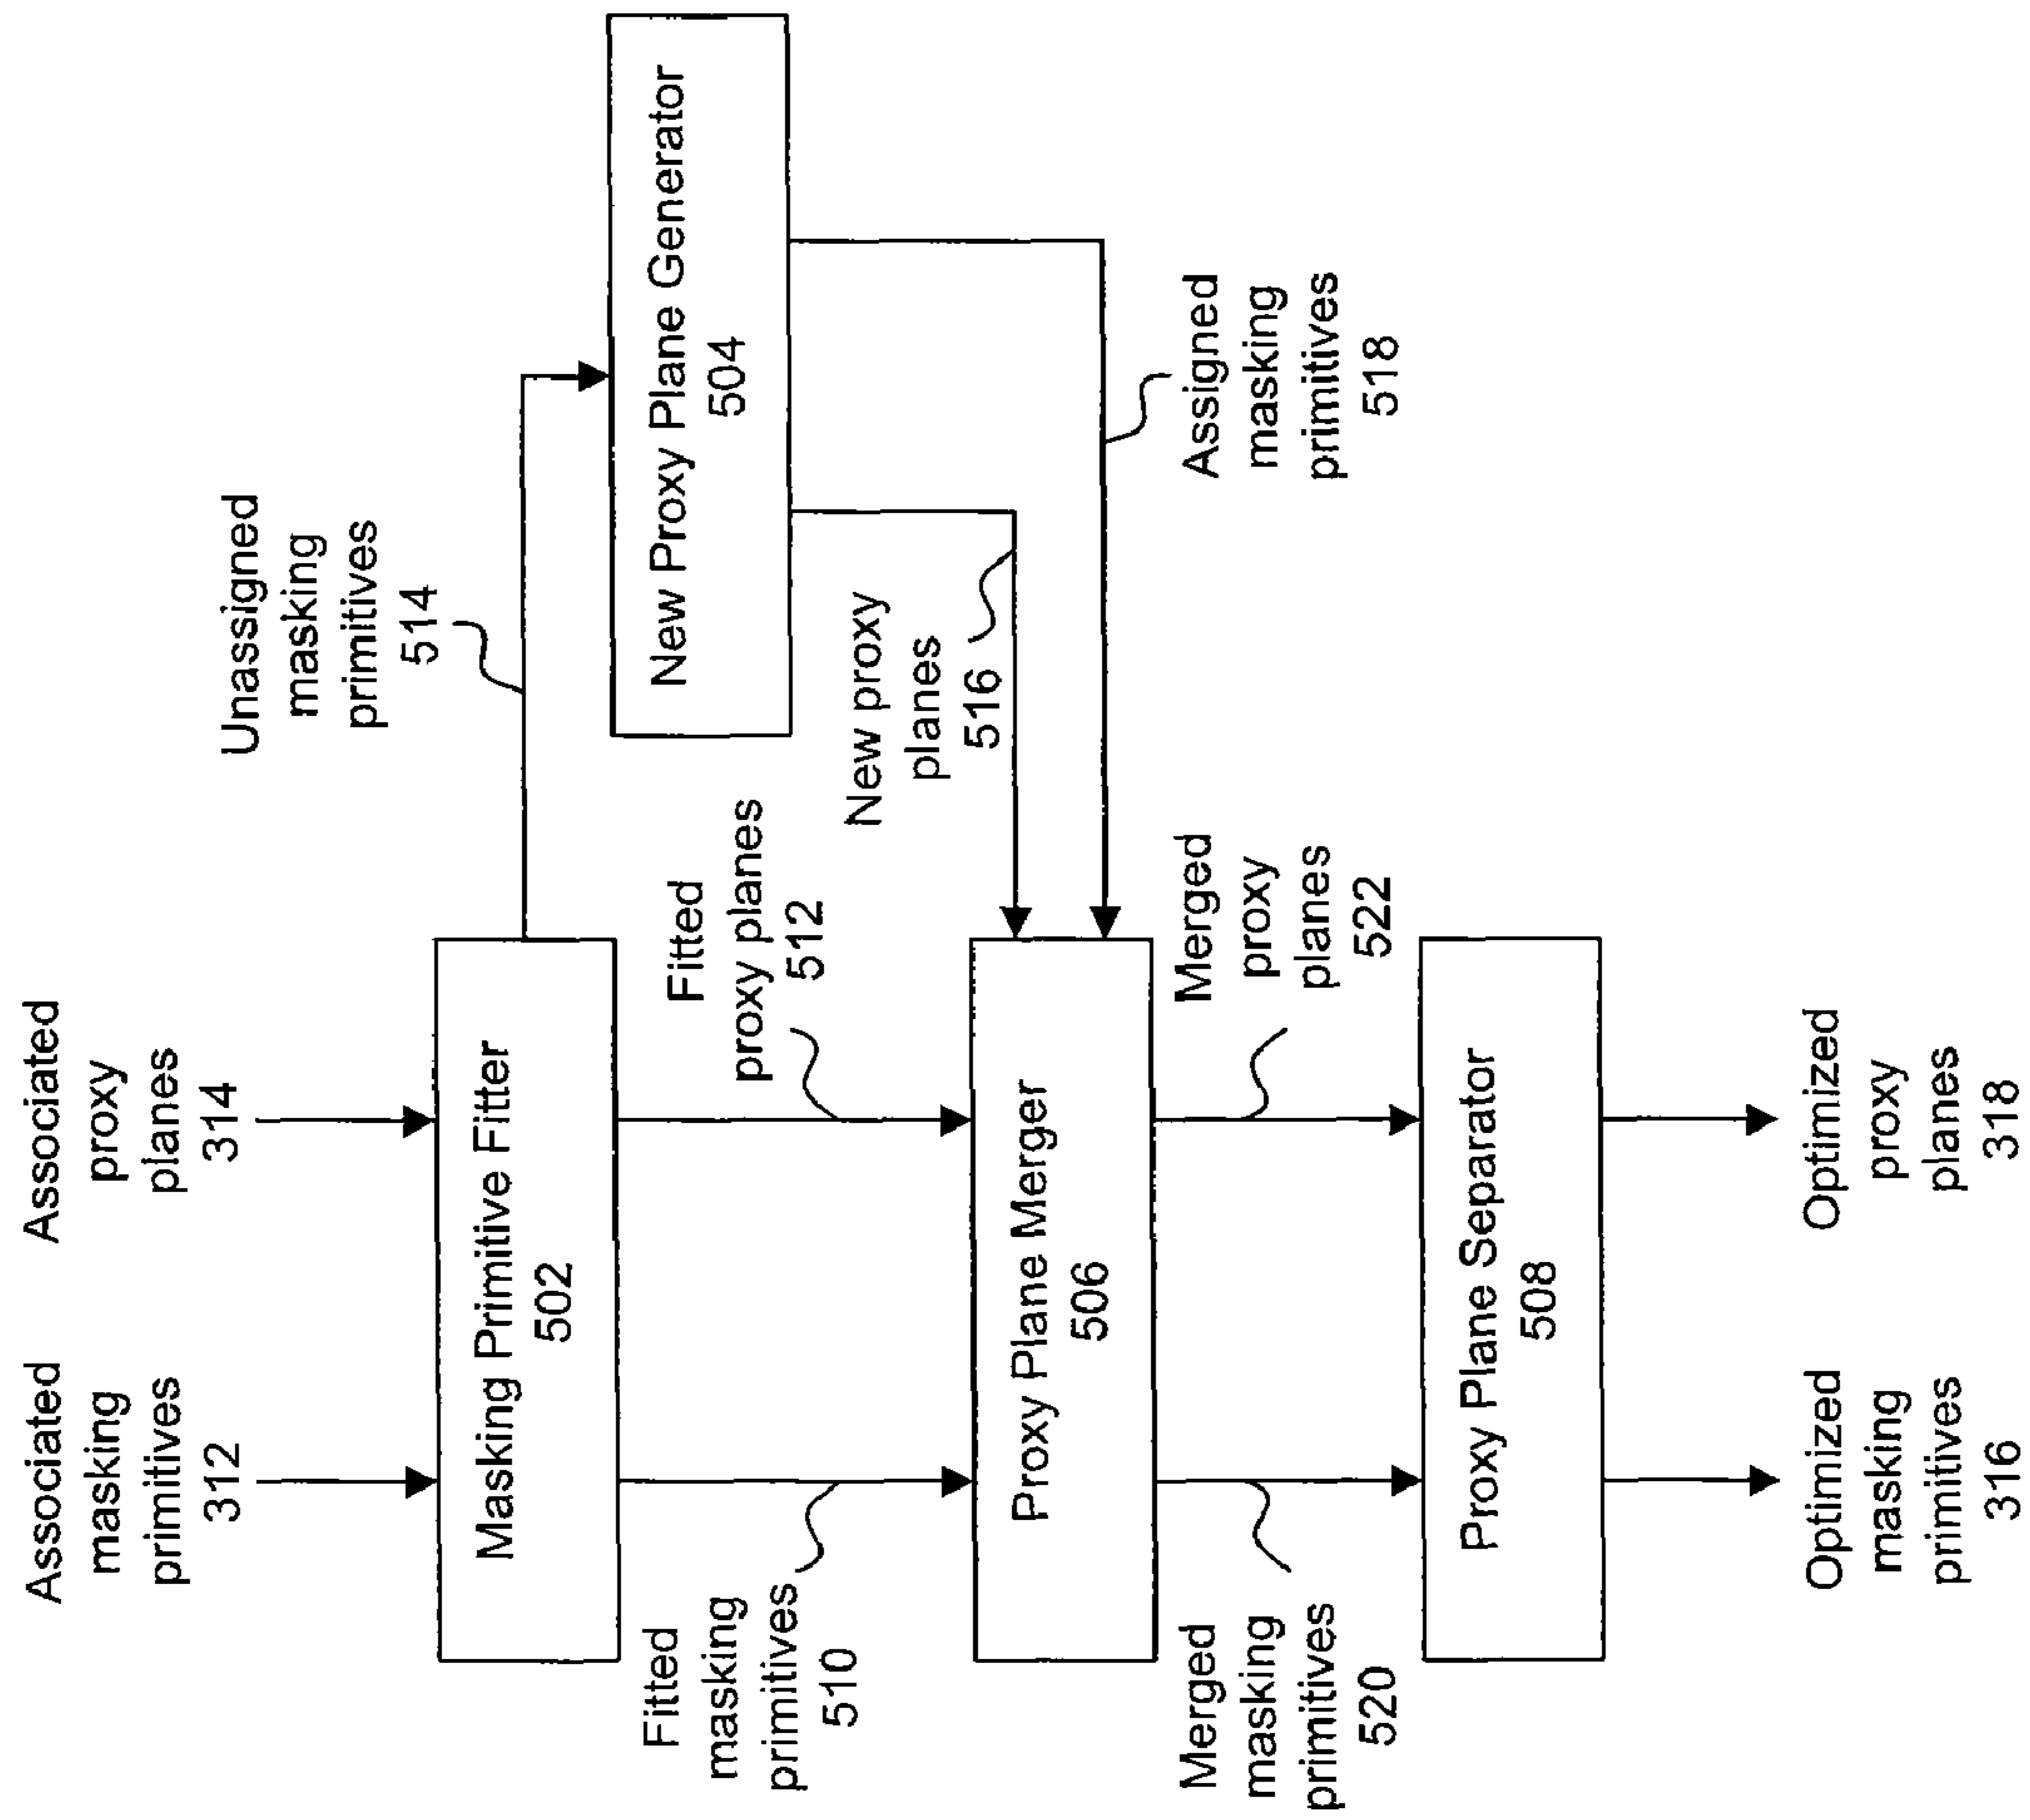 Associated
masking
primitives
312
Associated
proxy
planes
314
Masking Primitive Fitter
502
Unassigned
masking
primitives
514
New Proxy Plane Generator
504
Fitted
masking
primitives
510
Fitted
proxy planes
512
New proxy
planes
516
Assigned
masking
primitives
518
Proxy Plane Merger
506
Merged
masking
primitives
520
Merged
proxy
planes
522
Proxy Plane Separator
508
Optimized
masking
primitives
316
Optimized
proxy
planes
318